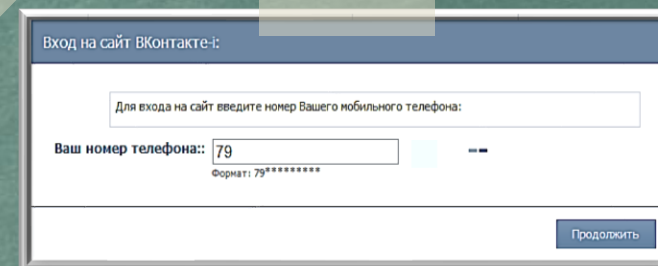 Вход на сайт ВКонтакте-i:
Для входа на сайт введите номер Вашего мобильного телефона:
Ваш номер телефона:: 79
Формат: 79*********
Продолжить